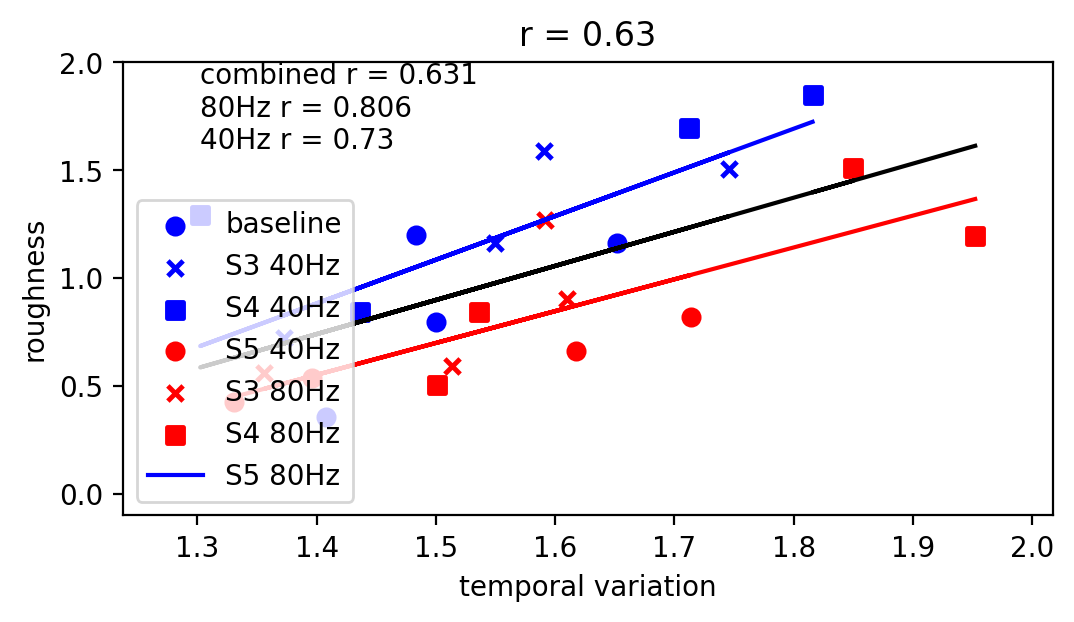 r = 0.63
combined r = 0.631
80Hz r = 0.806
40Hz r = 0.73
baseline
S3 40Hz
S4 40Hz
S5 40Hz
S3 80Hz
S4 80Hz
S5 80Hz
2.0
1.5
1.0
0.5
0.0
roughness
1.3 1.4 1.5 1.6 1.7 1.8 1.9 2.0
temporal variation